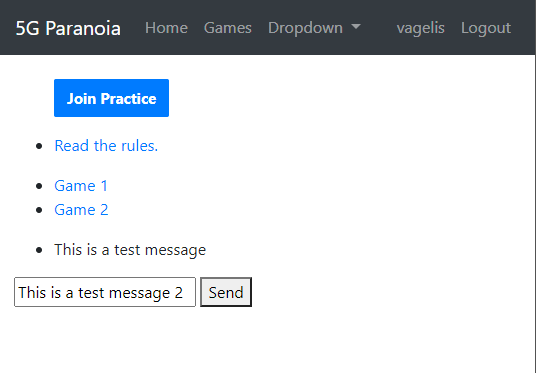 5G Paranoia Home Games Dropdown vagelis Logout
Join Practice
Read the rules.
Game 1
Game 2
This is a test message
This is a test message 2 Send